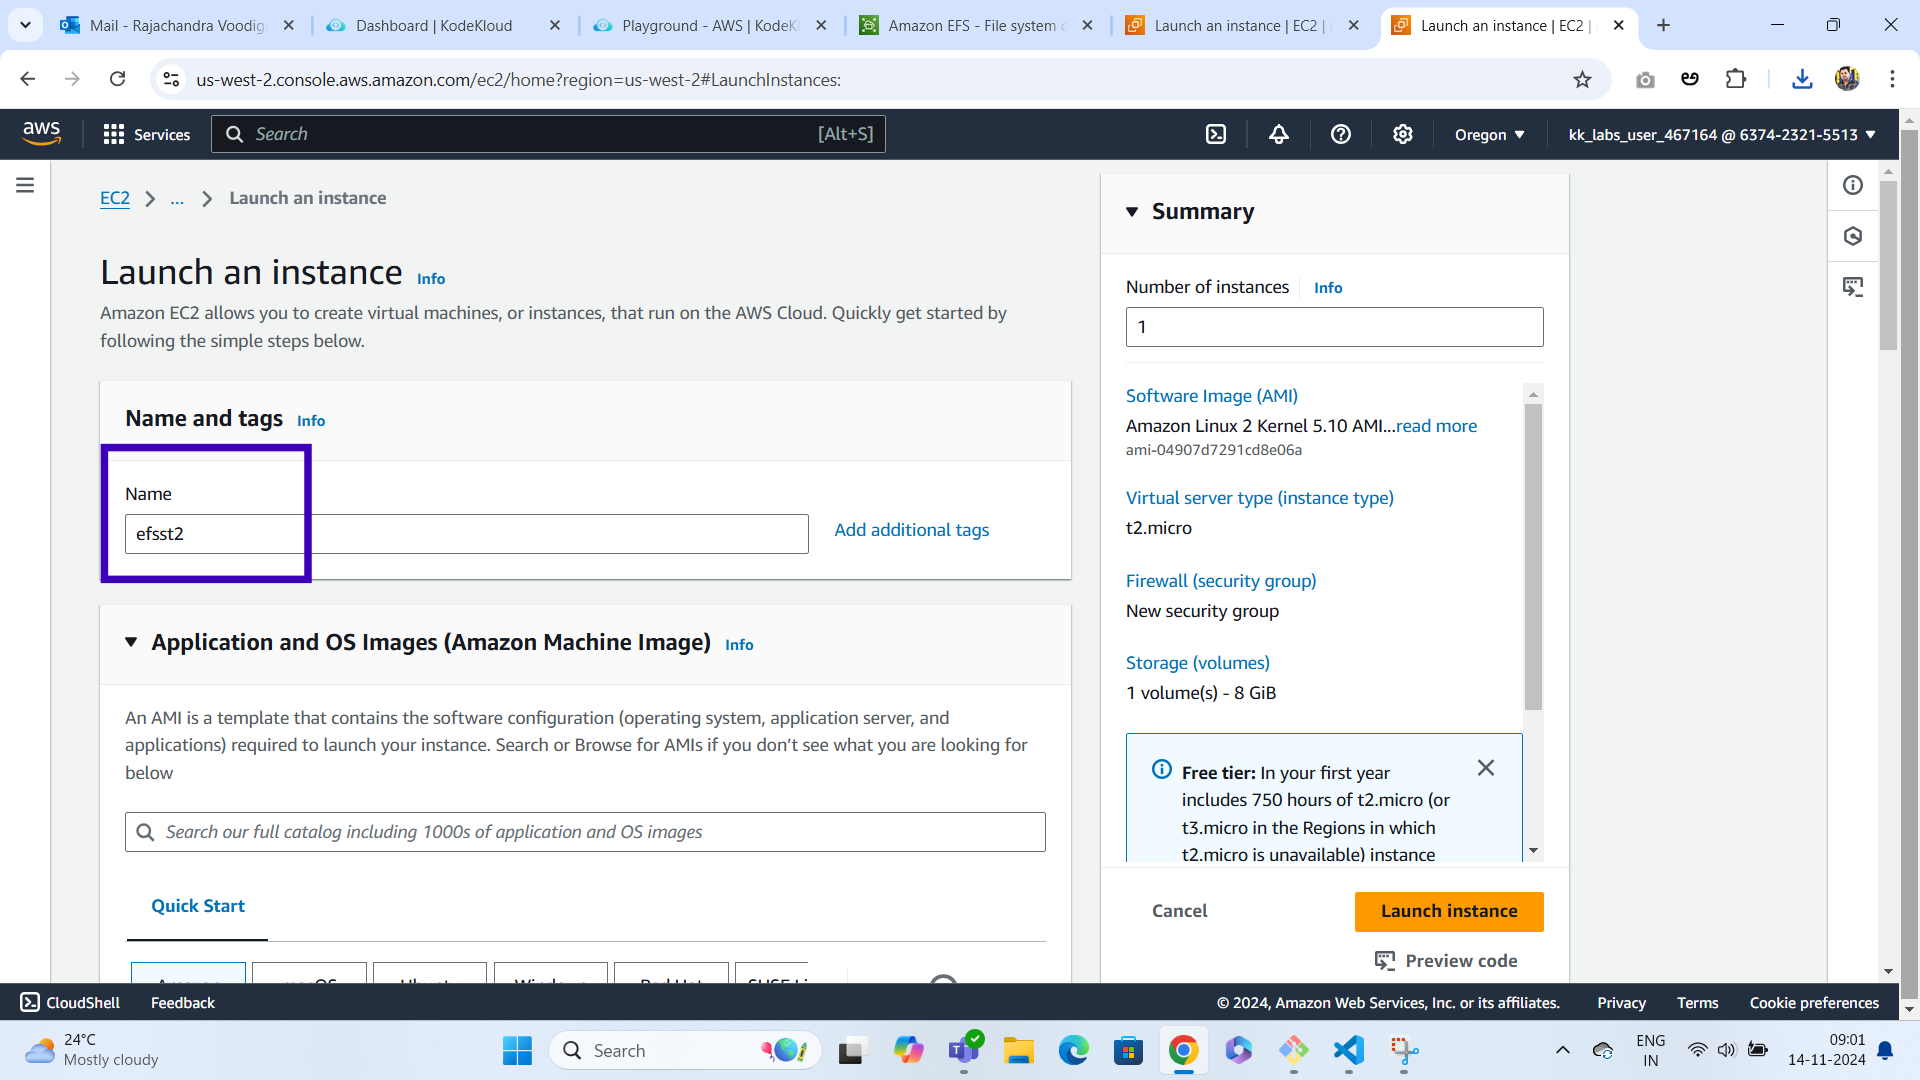 Mail - Rajachandra Voodiga
Dashboard | KodeKloud
Playground - AWS | KodeK
Amazon EFS - File system c
Launch an instance | EC2 |
Launch an instance | EC2 |
us-west-2.console.aws.amazon.com/ec2/home?region=us-west-2#LaunchInstances:
aws
Services
Search
[Alt+S]
Oregon
kk_labs_user_467164 @ 6374-2321-5513
EC2
...
Launch an instance
Launch an instance Info
Amazon EC2 allows you to create virtual machines, or instances, that run on the AWS Cloud. Quickly get started by
following the simple steps below.
Name and tags Info
Name
efsst2
Add additional tags
Application and OS Images (Amazon Machine Image) Info
An AMI is a template that contains the software configuration (operating system, application server, and
applications) required to launch your instance. Search or Browse for AMIs if you don’t see what you are looking for
below
Search our full catalog including 1000s of application and OS images
Quick Start
Summary
Number of instances Info
1
Software Image (AMI)
Amazon Linux 2 Kernel 5.10 AMI...read more
ami-04907d7291cd8e06a
Virtual server type (instance type)
t2.micro
Firewall (security group)
New security group
Storage (volumes)
1 volume(s) - 8 GiB
Free tier: In your first year
includes 750 hours of t2.micro (or
t3.micro in the Regions in which
t2.micro is unavailable) instance
Cancel
Launch instance
Preview code
CloudShell
Feedback
© 2024, Amazon Web Services, Inc. or its affiliates.
Privacy
Terms
Cookie preferences
24°C
Mostly cloudy
Search
ENG
IN
09:01
14-11-2024